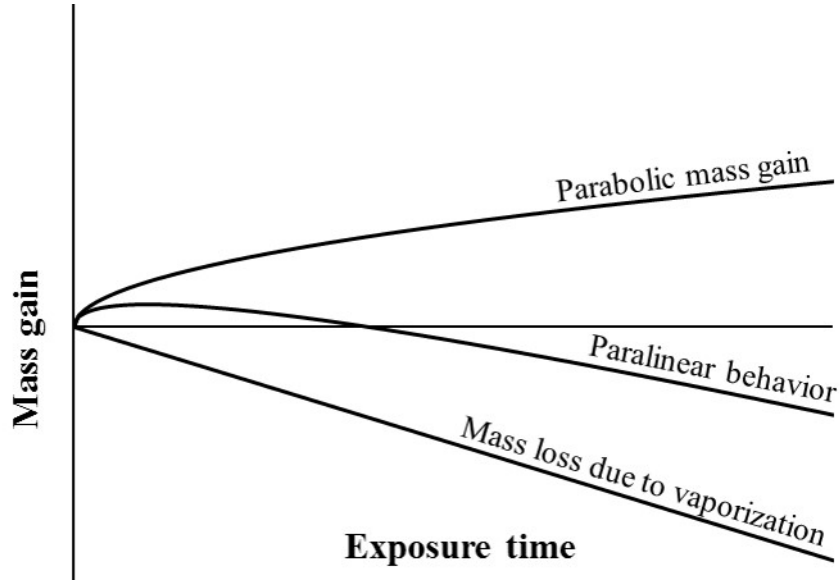 Parabolic mass gain
Mass gain
Paralinear behavior
Mass loss due to vaporization
Exposure time